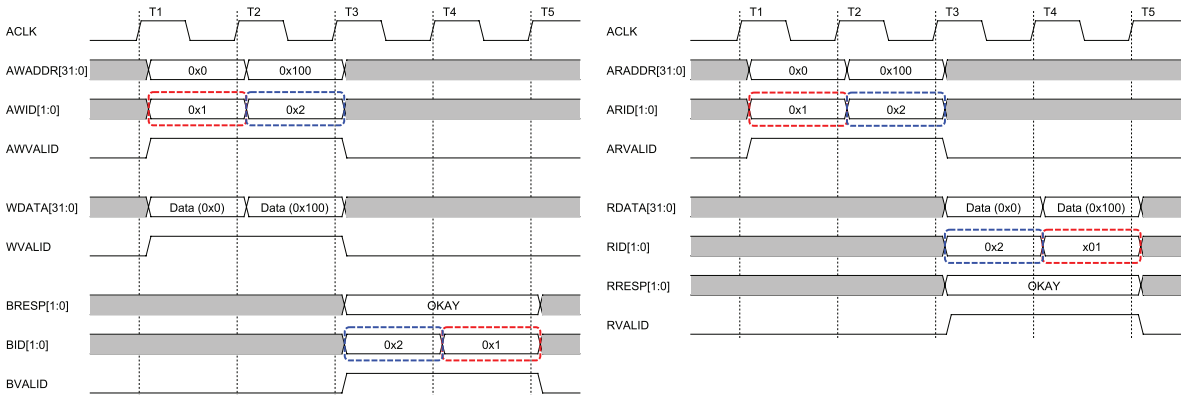 T1 T2 T3 T4 T5
ACLK
AWADDR[31:0] 0x0 0x100
AWID[1:0] 0x1 0x2
AWVALID
WDATA[31:0] Data (0x0) Data (0x100)
WVALID
BRESP[1:0] OKAY
BID[1:0] 0x2 0x1
BVALID
T1 T2 T3 T4 T5
ACLK
ARADDR[31:0] 0x0 0x100
ARID[1:0] 0x1 0x2
ARVALID
RDATA[31:0] Data (0x0) Data (0x100)
RID[1:0] 0x2 x01
RRESP[1:0] OKAY
RVALID